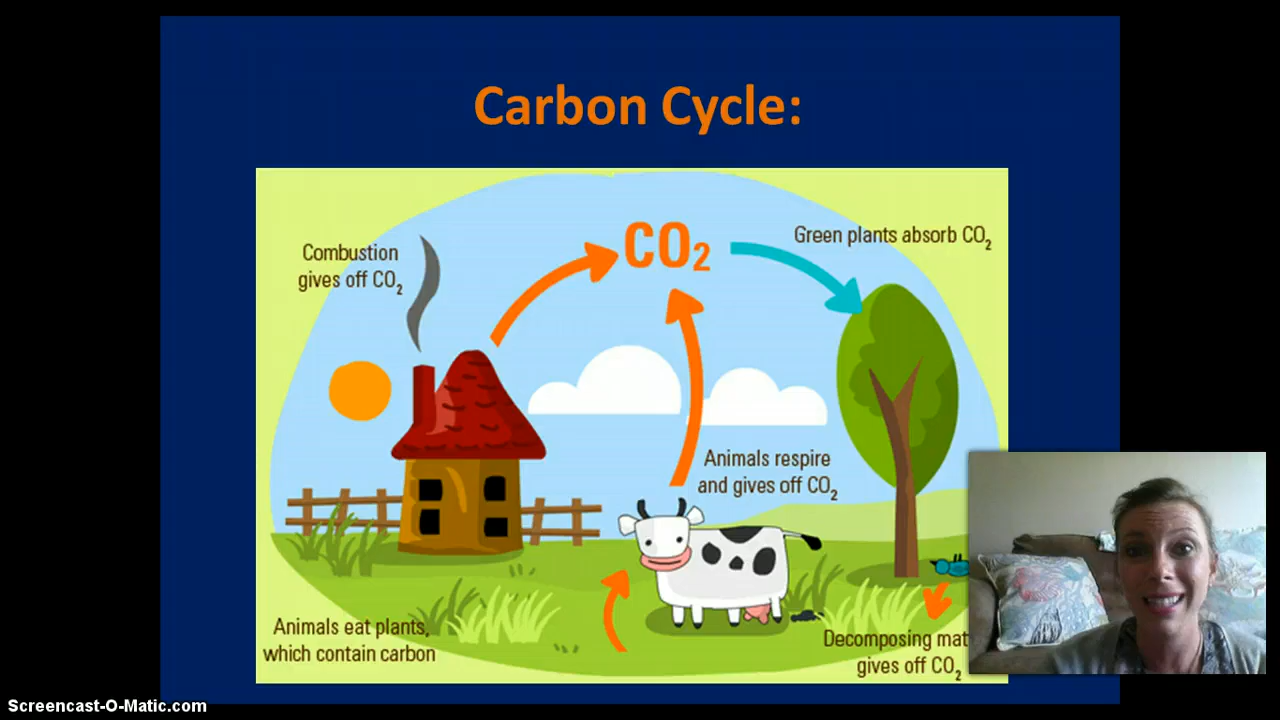 Carbon Cycle:
Combustion
gives off CO₂
CO₂
Green plants absorb CO₂
Animals respire
and gives off CO₂
Animals eat plants,
which contain carbon
Decomposing
gives off CO₂
Screencast-O-Matic.com